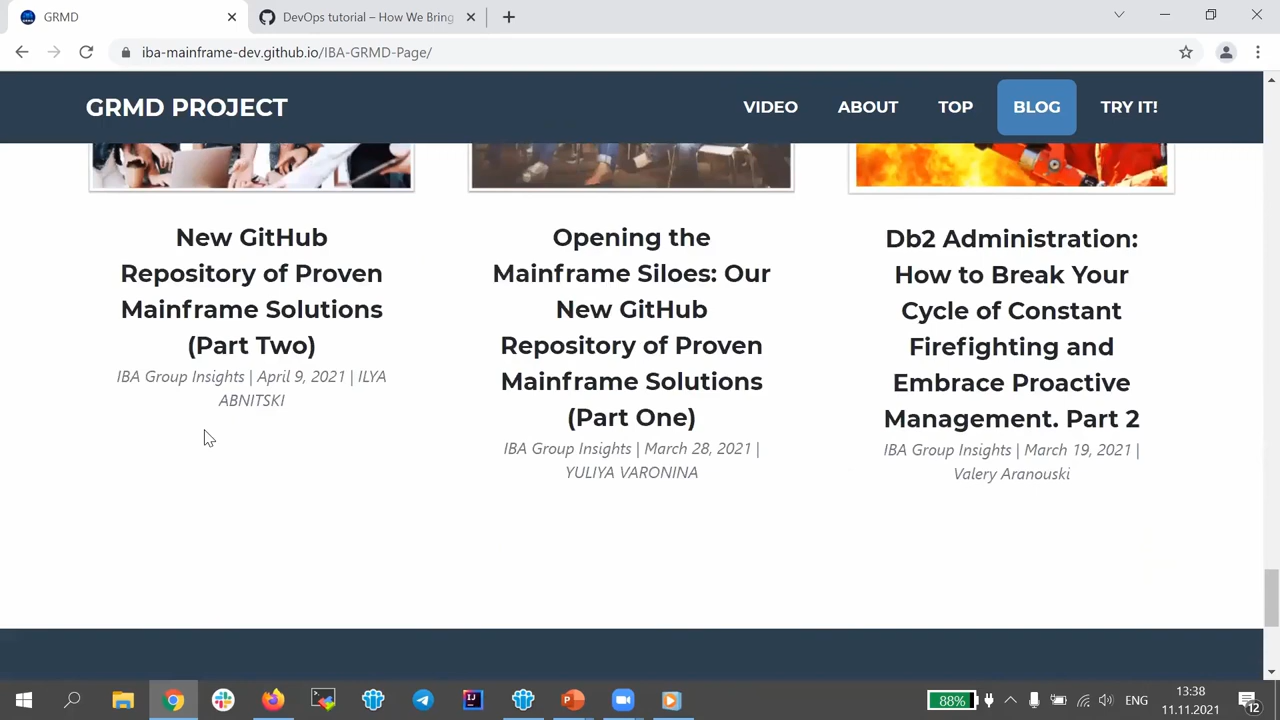 GRMD
DevOps tutorial – How We Bring
iba-mainframe-dev.github.io/IBA-GRMD-Page/
GRMD PROJECT
VIDEO
ABOUT
TOP
BLOG
TRY IT!
New GitHub
Repository of Proven
Mainframe Solutions
(Part Two)
IBA Group Insights | April 9, 2021 | ILYA
ABNITSKI
Opening the
Mainframe Siloes: Our
New GitHub
Repository of Proven
Mainframe Solutions
(Part One)
IBA Group Insights | March 28, 2021 |
YULIYA VARONINA
Db2 Administration:
How to Break Your
Cycle of Constant
Firefighting and
Embrace Proactive
Management. Part 2
IBA Group Insights | March 19, 2021 |
Valery Aranouski
88%
ENG
13:38
11.11.2021
12